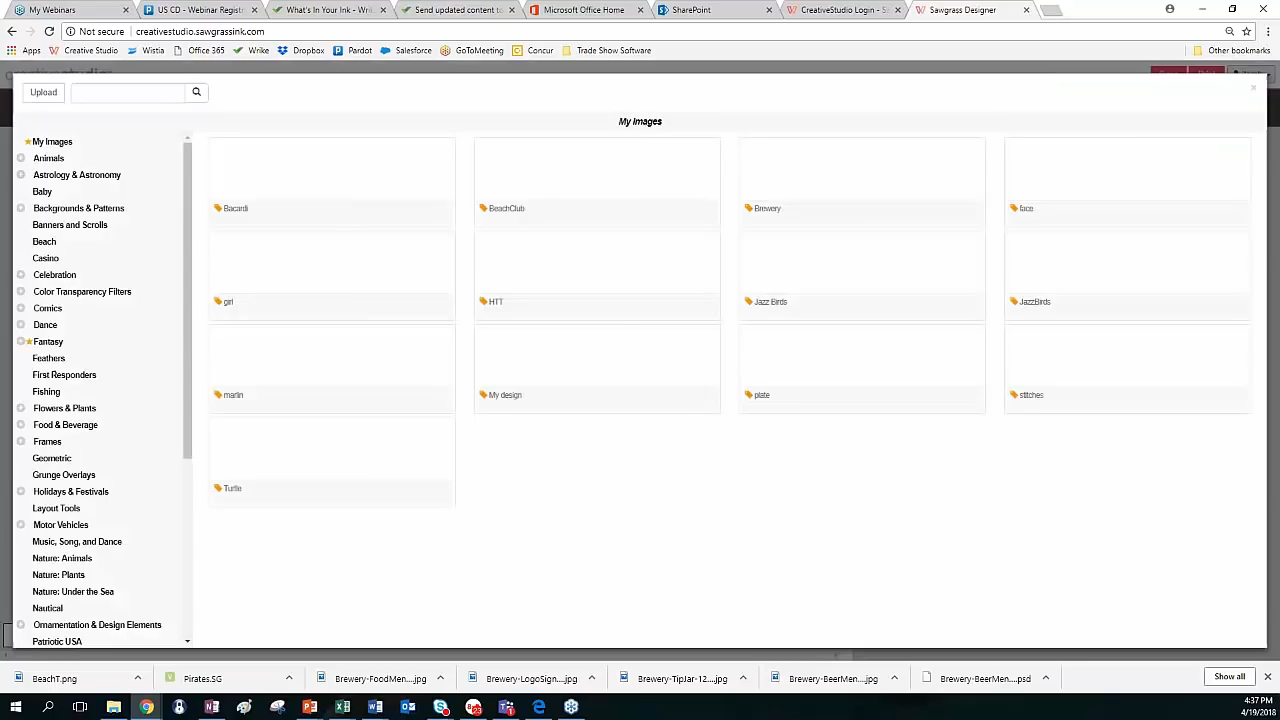 My Webinars
US CD - Webinar Registr
What's In Your Ink - Wri
Send updated content to
Microsoft Office Home
SharePoint
CreativeStudio Login - Sa
Sawgrass Designer
Not secure | creativestudio.sawgrassink.com
Apps
Creative Studio
Wistia
Office 365
Wrike
Dropbox
Pardot
Salesforce
GoToMeeting
Concur
Trade Show Software
Other bookmarks
Upload
My Images
My Images
Animals
Astrology & Astronomy
Baby
Backgrounds & Patterns
Banners and Scrolls
Beach
Casino
Celebration
Color Transparency Filters
Comics
Dance
Fantasy
Feathers
First Responders
Fishing
Flowers & Plants
Food & Beverage
Frames
Geometric
Grunge Overlays
Holidays & Festivals
Layout Tools
Motor Vehicles
Music, Song, and Dance
Nature: Animals
Nature: Plants
Nature: Under the Sea
Nautical
Ornamentation & Design Elements
Patriotic USA
Bacardi
BeachClub
Brewery
face
girl
HTT
Jazz Birds
JazzBirds
marlin
My design
plate
stitches
Turtle
BeachT.png
Pirates.SG
Brewery-FoodMen....jpg
Brewery-LogoSign....jpg
Brewery-TipJar-12....jpg
Brewery-BeerMen....jpg
Brewery-BeerMen....psd
Show all
4:37 PM
4/19/2018